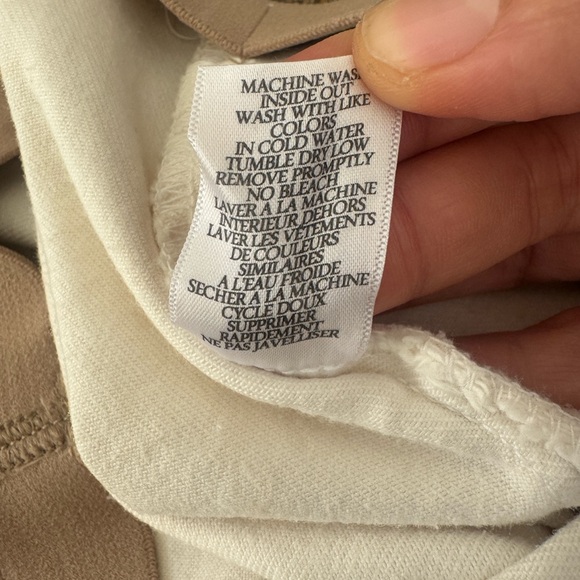 MACHINE WASH
INSIDE OUT
WASH WITH LIKE
COLORS
IN COLD WATER
TUMBLE DRY LOW
REMOVE PROMPTLY
NO BLEACH
LAVER A LA MACHINE
INTERIEUR DEHORS
LAVER LES VÊTEMENTS
DE COULEURS
SIMILAIRES
A L'EAU FROIDE
SECHER A LA MACHINE
CYCLE DOUX
SUPPRIMER
RAPIDEMENT
NE PAS JAVELLISER